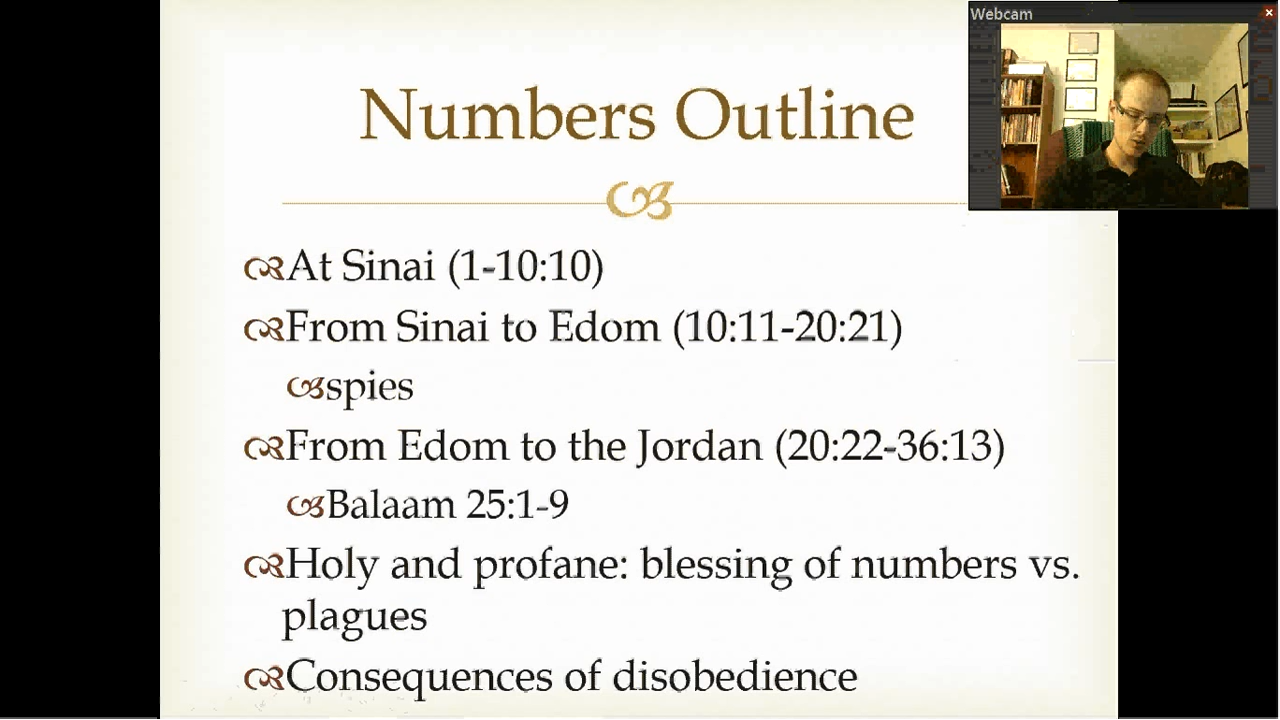 Webcam
Numbers Outline
At Sinai (1-10:10)
From Sinai to Edom (10:11-20:21)
spies
From Edom to the Jordan (20:22-36:13)
Balaam 25:1-9
Holy and profane: blessing of numbers vs.
plagues
Consequences of disobedience